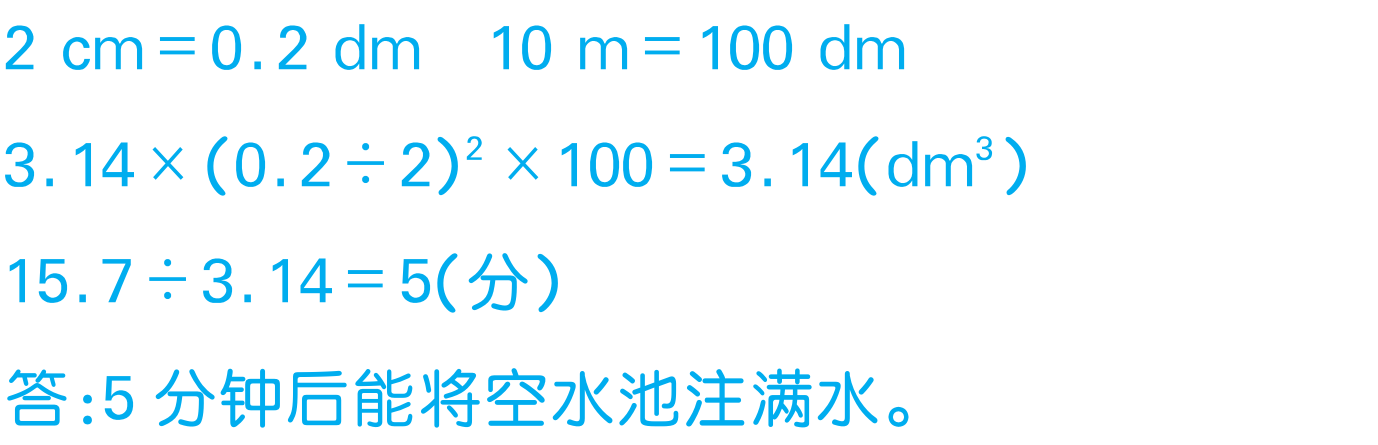 2 cm=0.2 dm 10 m=100 dm
3.14×(0.2÷2)²×100=3.14(dm³)
15.7÷3.14=5(分)
答:5 分钟后能将空水池注满水。